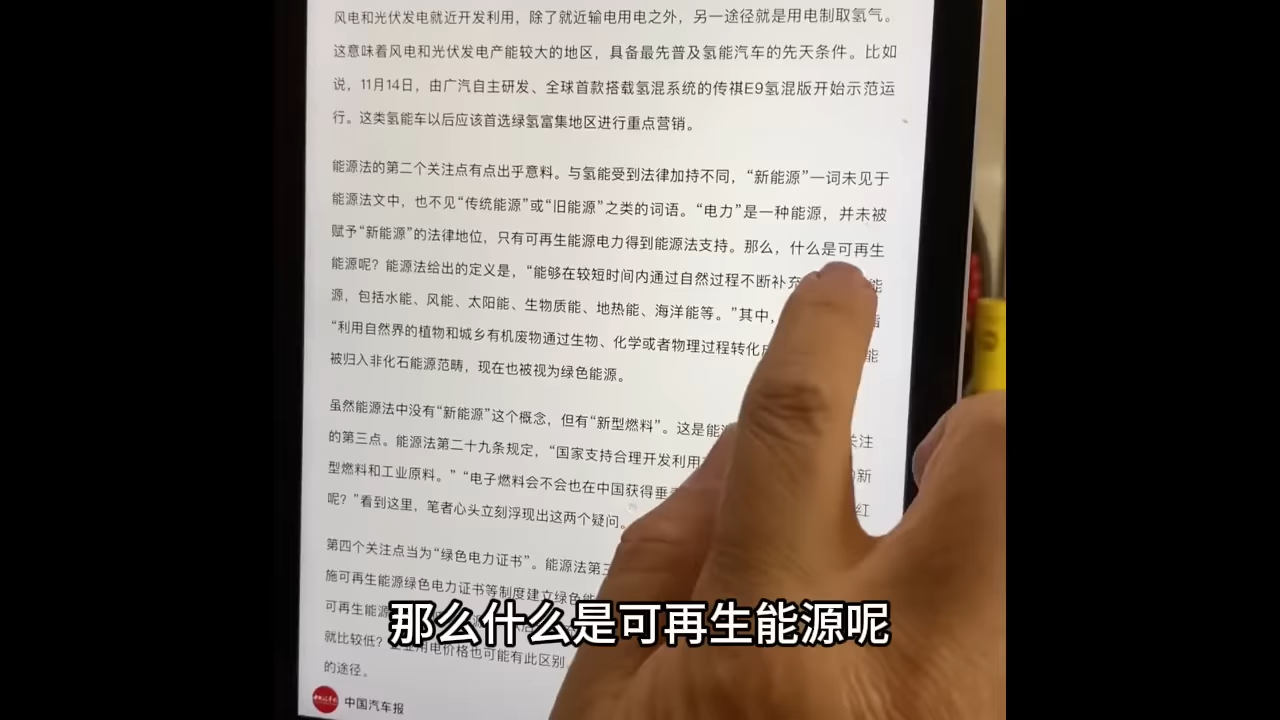 风电和光伏发电就近开发利用，除了就近输电用电之外，另一途径就是用电制取氢气。
这意味着风电和光伏发电产能较大的地区，具备最先普及氢能汽车的先天条件。比如
说，11月14日，由广汽自主研发、全球首款搭载氢混系统的传祺E9氢混版开始示范运
行。这类氢能车以后应该首选绿氢富集地区进行重点营销。
能源法的第二个关注点有点出乎意料。与氢能受到法律加持不同，“新能源”一词未见于
能源法文中，也不见“传统能源”或“旧能源”之类的词语。“电力”是一种能源，并未被
赋予“新能源”的法律地位，只有可再生能源电力得到能源法支持。那么，什么是可再生
能源呢？能源法给出的定义是，“能够在较短时间内通过自然过程不断补充 能
源，包括水能、风能、太阳能、生物质能、地热能、海洋能等。”其中，
“利用自然界的植物和城乡有机废物通过生物、化学或者物理过程转化 能
被归入非化石能源范畴，现在也被视为绿色能源。
虽然能源法中没有“新能源”这个概念，但有“新型燃料”。这是能 关注
的第三点。能源法第二十九条规定，“国家支持合理开发利用 新
型燃料和工业原料。”“电子燃料会不会也在中国获得垂 红
呢？”看到这里，笔者心头立刻浮现出这两个疑问。
第四个关注点当为“绿色电力证书”。能源法第三
施可再生能源绿色电力证书等制度建立绿色能
可再生能源
就比较低？ 用电价格也可能有此区别
的途径。
中国汽车报
那么什么是可再生能源呢